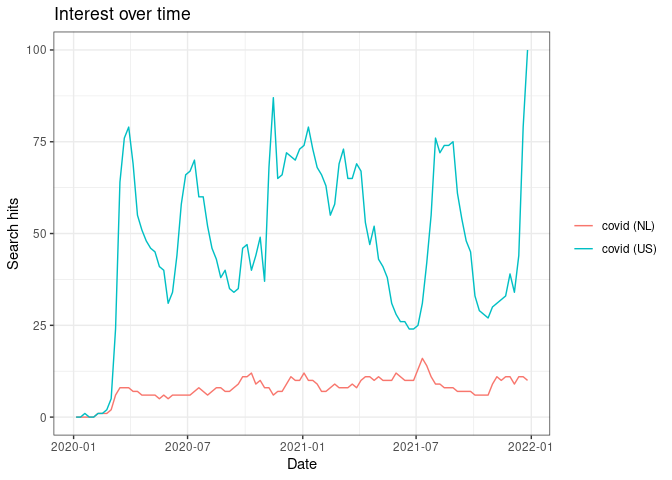 Interest over time
100
75
50
25
0
Search hits
2020-01
2020-07
2021-01
2021-07
2022-01
Date
covid (NL)
covid (US)